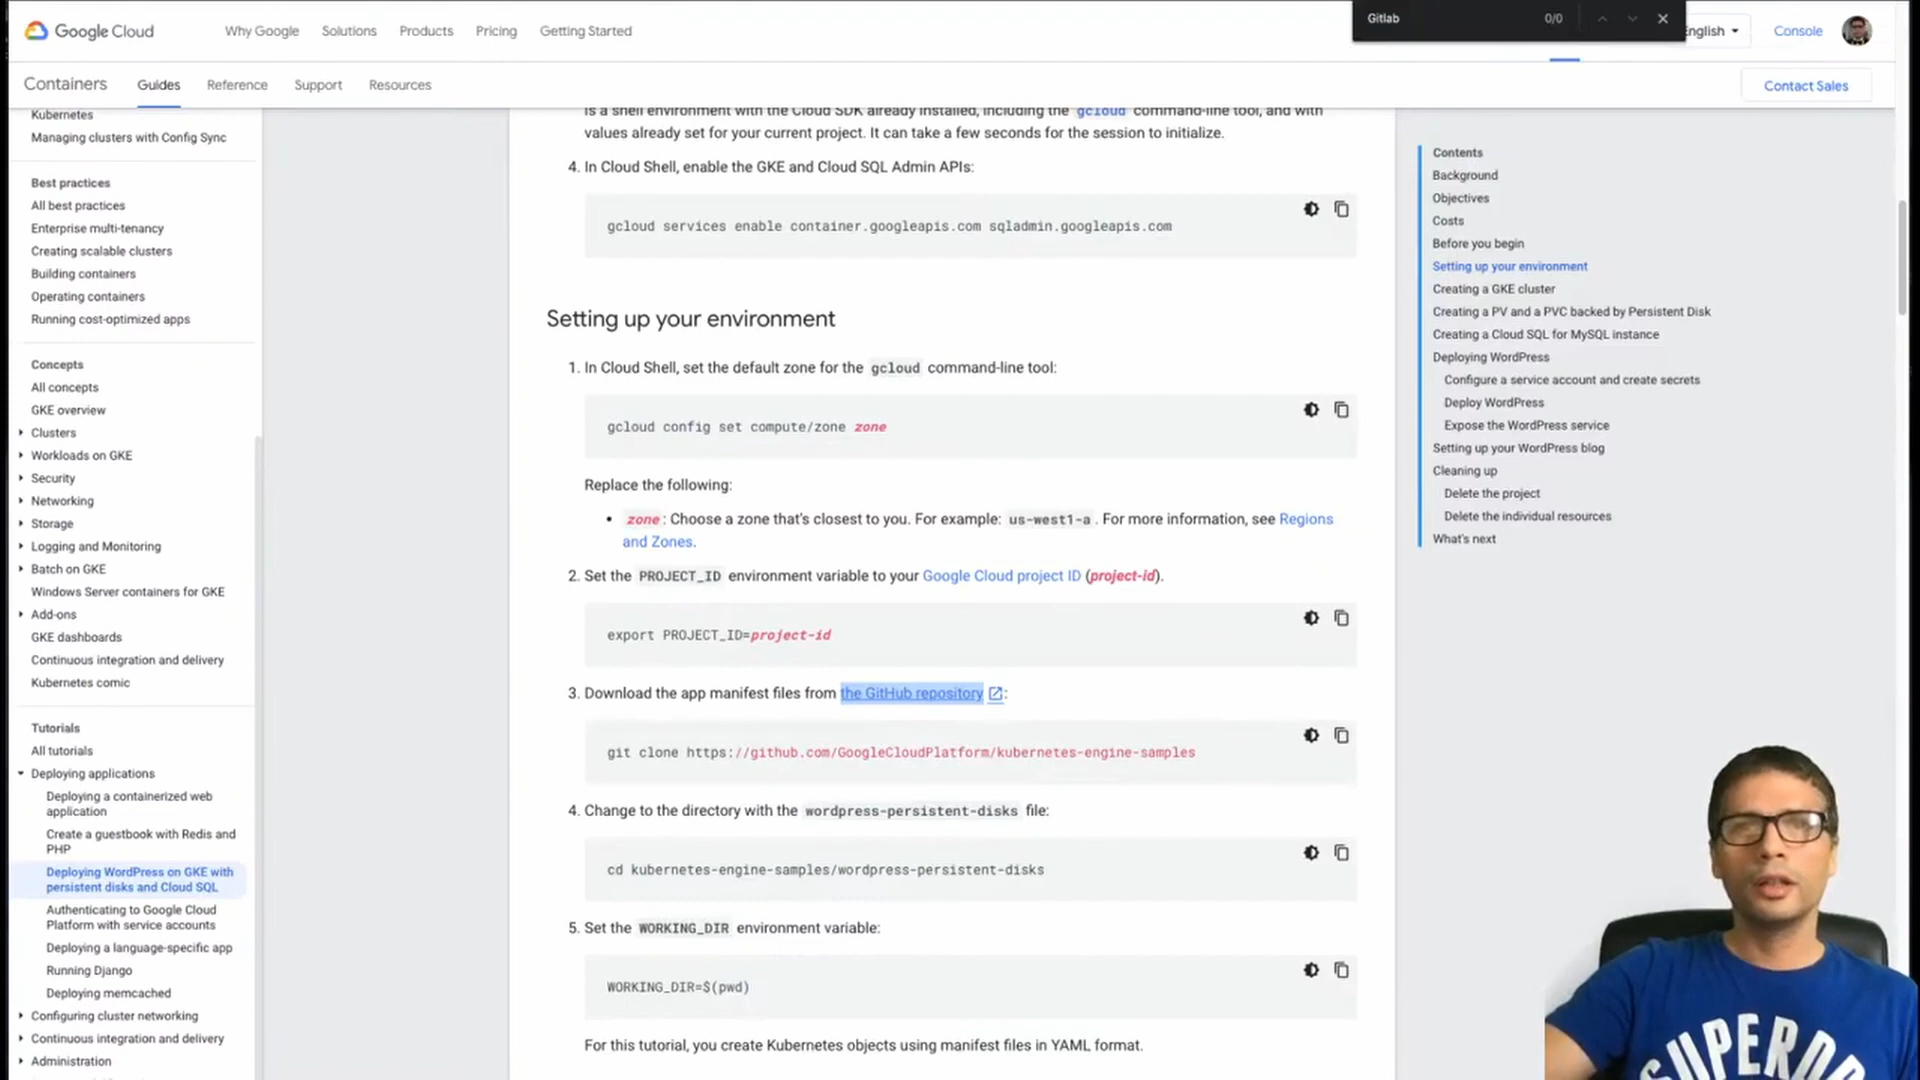 Google Cloud
Why Google
Solutions
Products
Pricing
Getting Started
Gitlab
0/0
English
Console
Containers
Guides
Reference
Support
Resources
Contact Sales
Kubernetes
Managing clusters with Config Sync
Best practices
All best practices
Enterprise multi-tenancy
Creating scalable clusters
Building containers
Operating containers
Running cost-optimized apps
Concepts
All concepts
GKE overview
Clusters
Workloads on GKE
Security
Networking
Storage
Logging and Monitoring
Batch on GKE
Windows Server containers for GKE
Add-ons
GKE dashboards
Continuous integration and delivery
Kubernetes comic
Tutorials
All tutorials
Deploying applications
Deploying a containerized web
application
Create a guestbook with Redis and
PHP
Deploying WordPress on GKE with
persistent disks and Cloud SQL
Authenticating to Google Cloud
Platform with service accounts
Deploying a language-specific app
Running Django
Deploying memcached
Configuring cluster networking
Continuous integration and delivery
Administration
is a shell environment with the Cloud SDK already installed, including the gcloud command-line tool, and with
values already set for your current project. It can take a few seconds for the session to initialize.
4. In Cloud Shell, enable the GKE and Cloud SQL Admin APIs:
gcloud services enable container.googleapis.com sqladmin.googleapis.com
Setting up your environment
1. In Cloud Shell, set the default zone for the gcloud command-line tool:
gcloud config set compute/zone zone
Replace the following:
• zone: Choose a zone that's closest to you. For example: us-west1-a. For more information, see Regions
and Zones.
2. Set the PROJECT_ID environment variable to your Google Cloud project ID (project-id).
export PROJECT_ID=project-id
3. Download the app manifest files from the GitHub repository:
git clone https://github.com/GoogleCloudPlatform/kubernetes-engine-samples
4. Change to the directory with the wordpress-persistent-disks file:
cd kubernetes-engine-samples/wordpress-persistent-disks
5. Set the WORKING_DIR environment variable:
WORKING_DIR=$(pwd)
For this tutorial, you create Kubernetes objects using manifest files in YAML format.
Contents
Background
Objectives
Costs
Before you begin
Setting up your environment
Creating a GKE cluster
Creating a PV and a PVC backed by Persistent Disk
Creating a Cloud SQL for MySQL instance
Deploying WordPress
Configure a service account and create secrets
Deploy WordPress
Expose the WordPress service
Setting up your WordPress blog
Cleaning up
Delete the project
Delete the individual resources
What's next